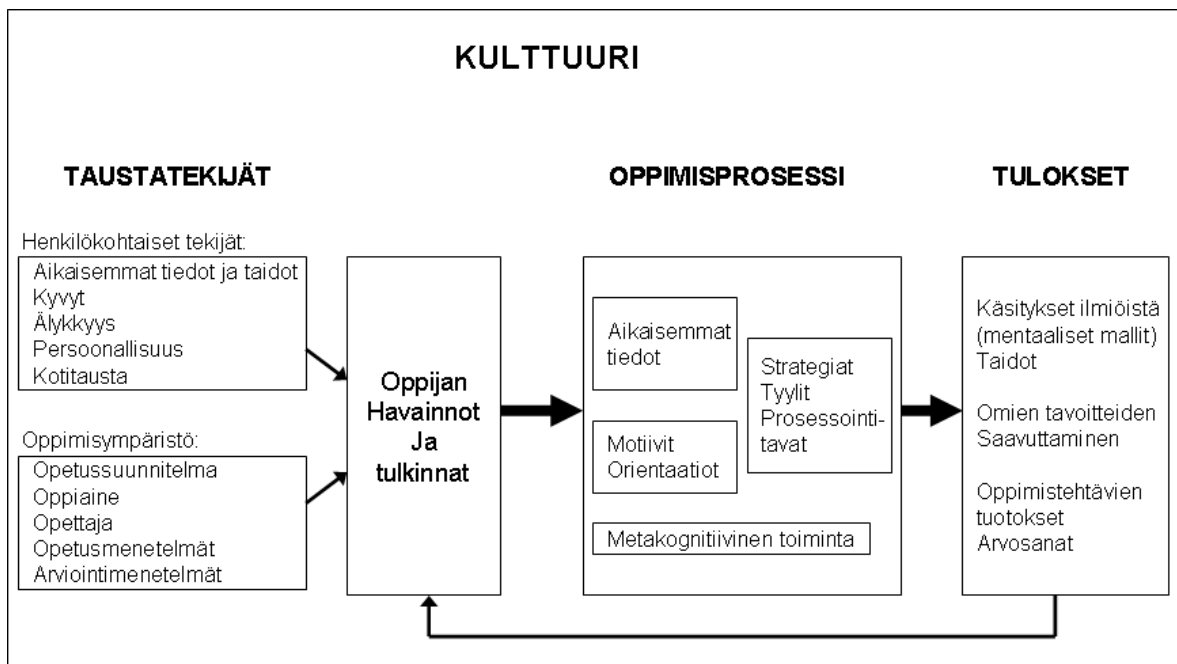 KULTTUURI
TAUSTATEKIJÄT
Henkilökohtaiset tekijät:
Aikaisemmat tiedot ja taidot
Kyvyt
Älykkyys
Persoonallisuus
Kotitausta
Oppimisympäristö:
Opetussuunnitelma
Oppiaine
Opettaja
Opetusmenetelmät
Arviointimenetelmät
Oppijan
Havainnot
Ja
tulkinnat
OPPIMISPROSESSI
Aikaisemmat
tiedot
Motiivit
Orientaatiot
Strategiat
Tyylit
Prosessointi-
tavat
Metakognitiivinen toiminta
TULOKSET
Käsitykset ilmiöistä
(mentaaliset mallit)
Taidot
Omien tavoitteiden
Saavuttaminen
Oppimistehtävien
tuotokset
Arvosanat